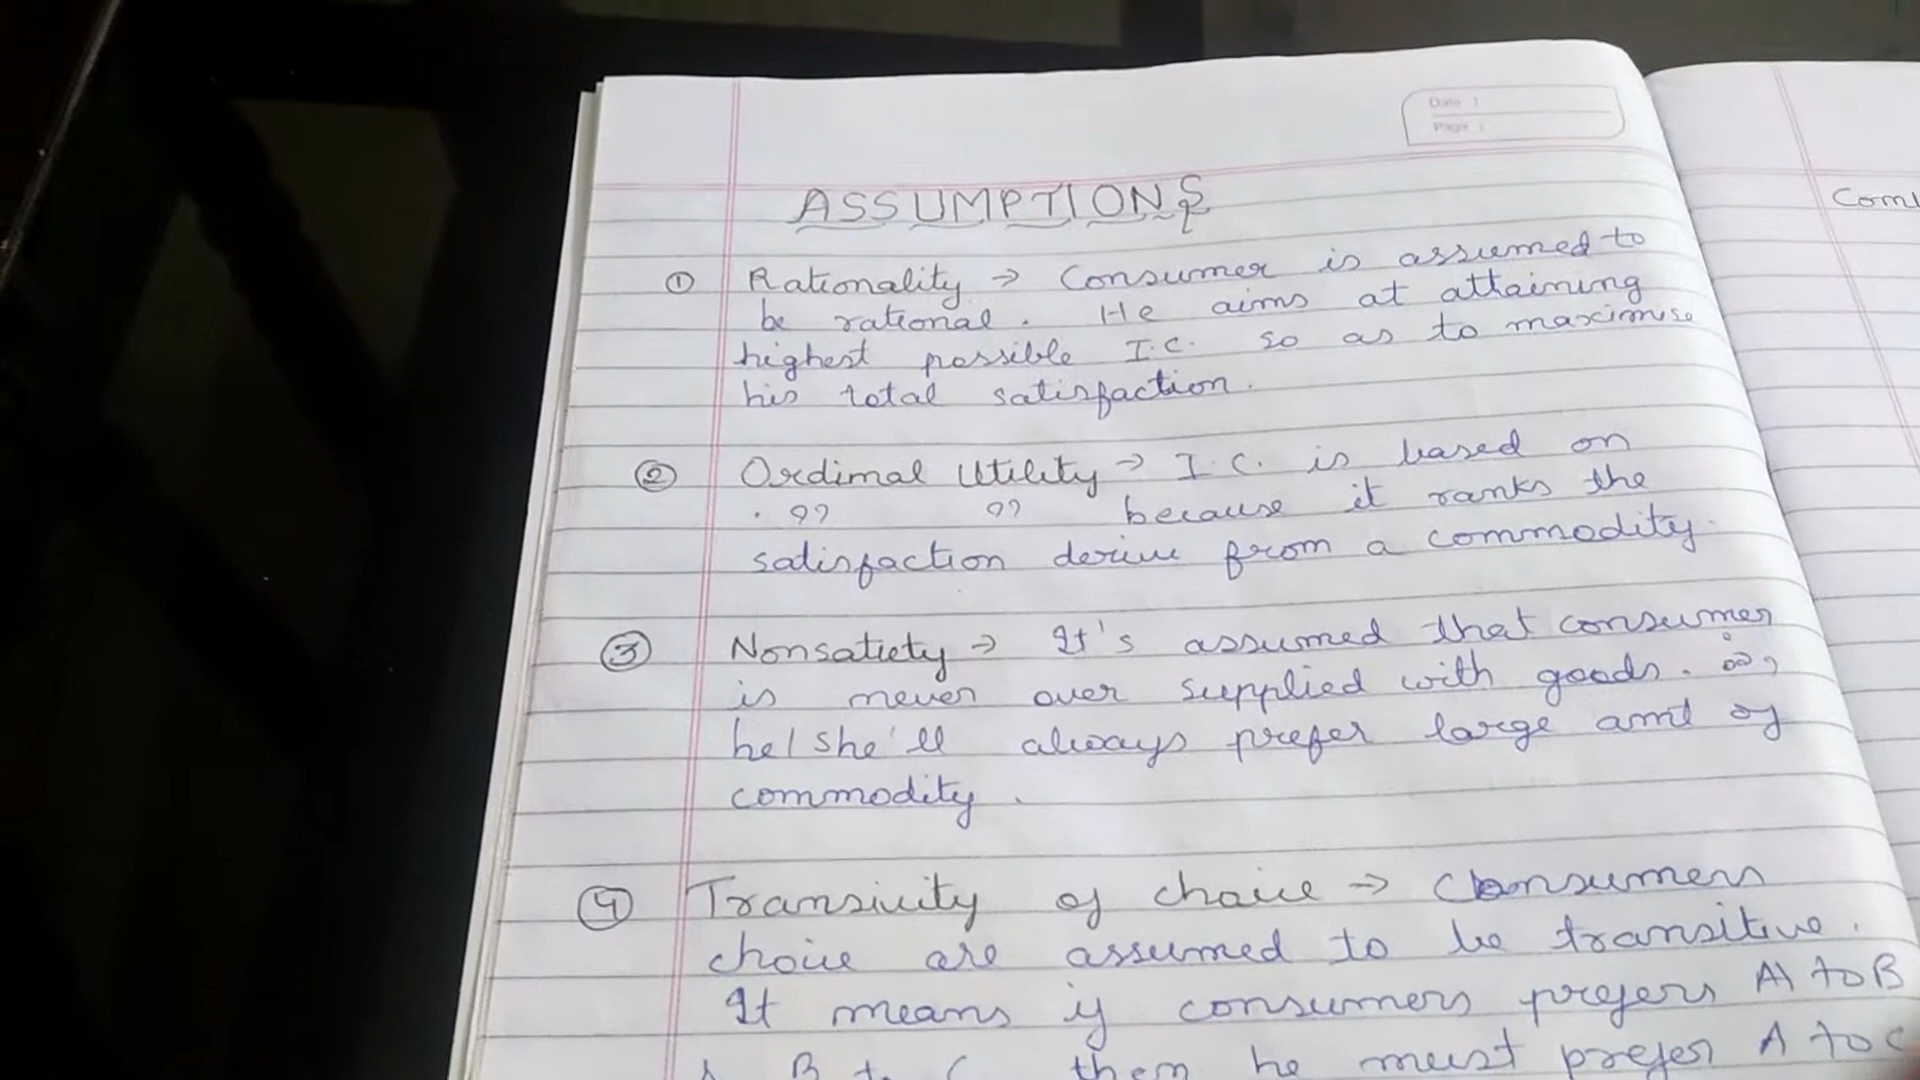 Date :
Page :
ASSUMPTIONS
① Rationality → Consumer is assumed to
be rational. He aims at attaining
highest possible I.C. so as to maximise
his total satisfaction.
② Ordinal Utility → I.C. is based on
" " because it ranks the
satisfaction derive from a commodity.
③ Nonsatiety → It's assumed that consumer
is never over supplied with goods.
he/she'll always prefer large amt of
commodity.
④ Transivity of choice → Consumers
choice are assumed to be transitive.
It means if consumers prefers A to B
B to C then he must prefer A to C